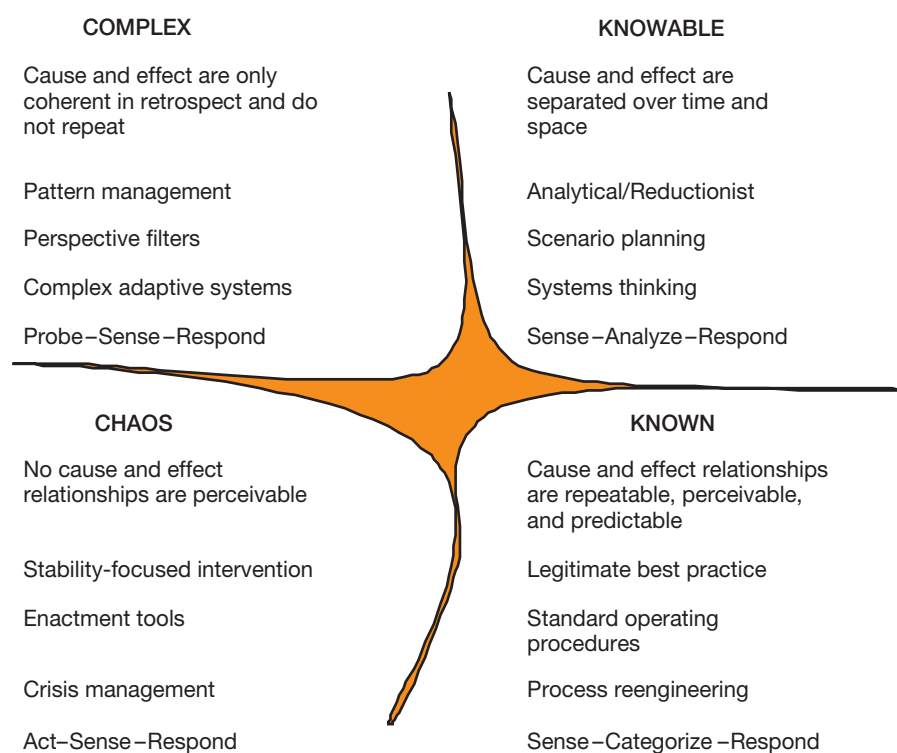 COMPLEX
Cause and effect are only
coherent in retrospect and do
not repeat
Pattern management
Perspective filters
Complex adaptive systems
Probe–Sense–Respond
KNOWABLE
Cause and effect are
separated over time and
space
Analytical/Reductionist
Scenario planning
Systems thinking
Sense–Analyze–Respond
CHAOS
No cause and effect
relationships are perceivable
Stability-focused intervention
Enactment tools
Crisis management
Act–Sense–Respond
KNOWN
Cause and effect relationships
are repeatable, perceivable,
and predictable
Legitimate best practice
Standard operating
procedures
Process reengineering
Sense–Categorize–Respond